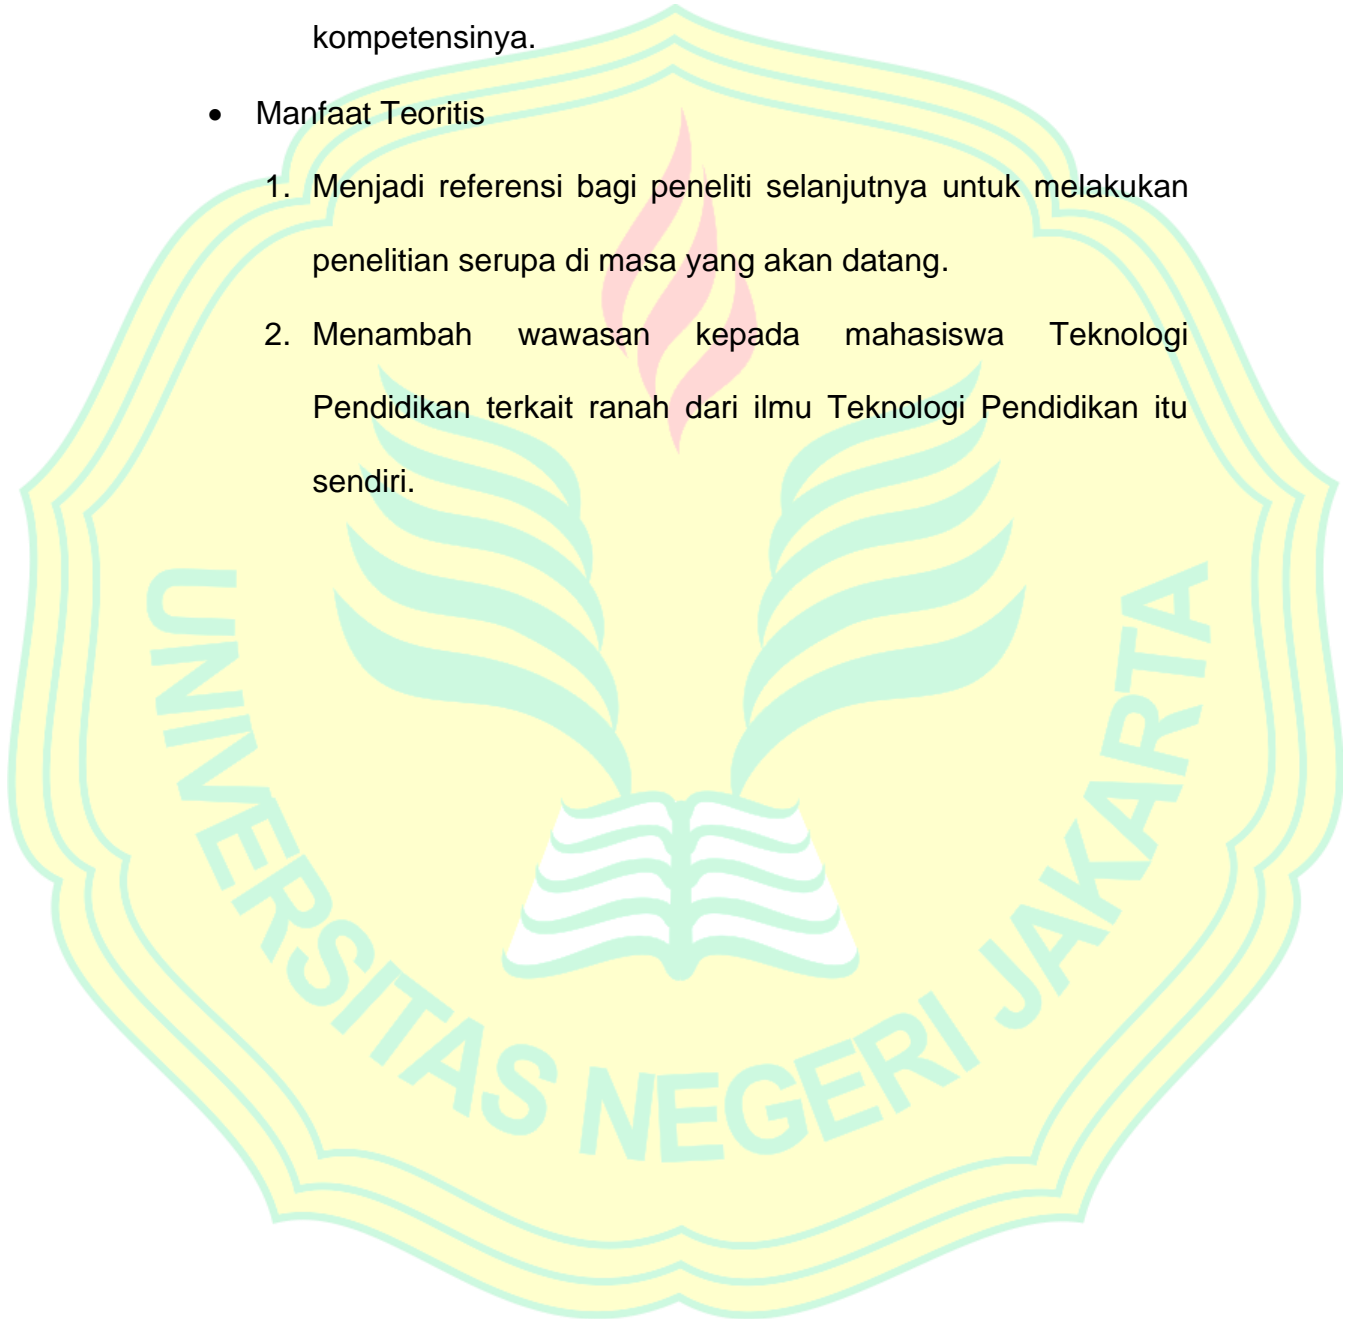 kompetensinya.
• Manfaat Teoritis
1. Menjadi referensi bagi peneliti selanjutnya untuk melakukan
penelitian serupa di masa yang akan datang.
2. Menambah wawasan kepada mahasiswa Teknologi
Pendidikan terkait ranah dari ilmu Teknologi Pendidikan itu
sendiri.
UNIVERSITAS NEGERI JAKARTA